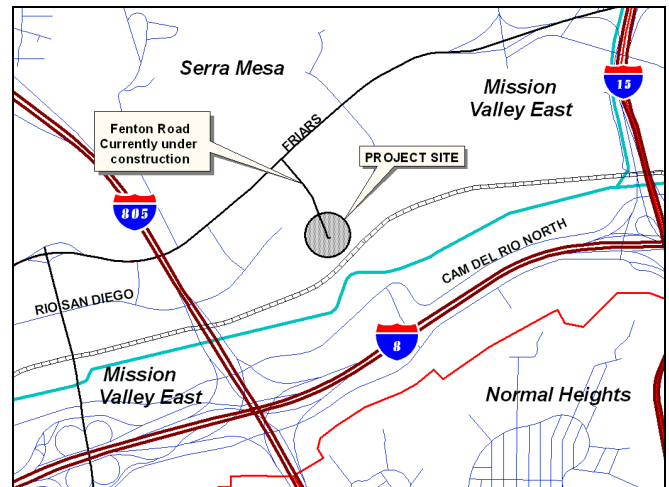 Serra Mesa
Mission
Valley East
15
Fenton Road
Currently under
construction
FRIARS
PROJECT SITE
805
CAM DEL RIO NORTH
RIO SAN DIEGO
8
Mission
Valley East
Normal Heights